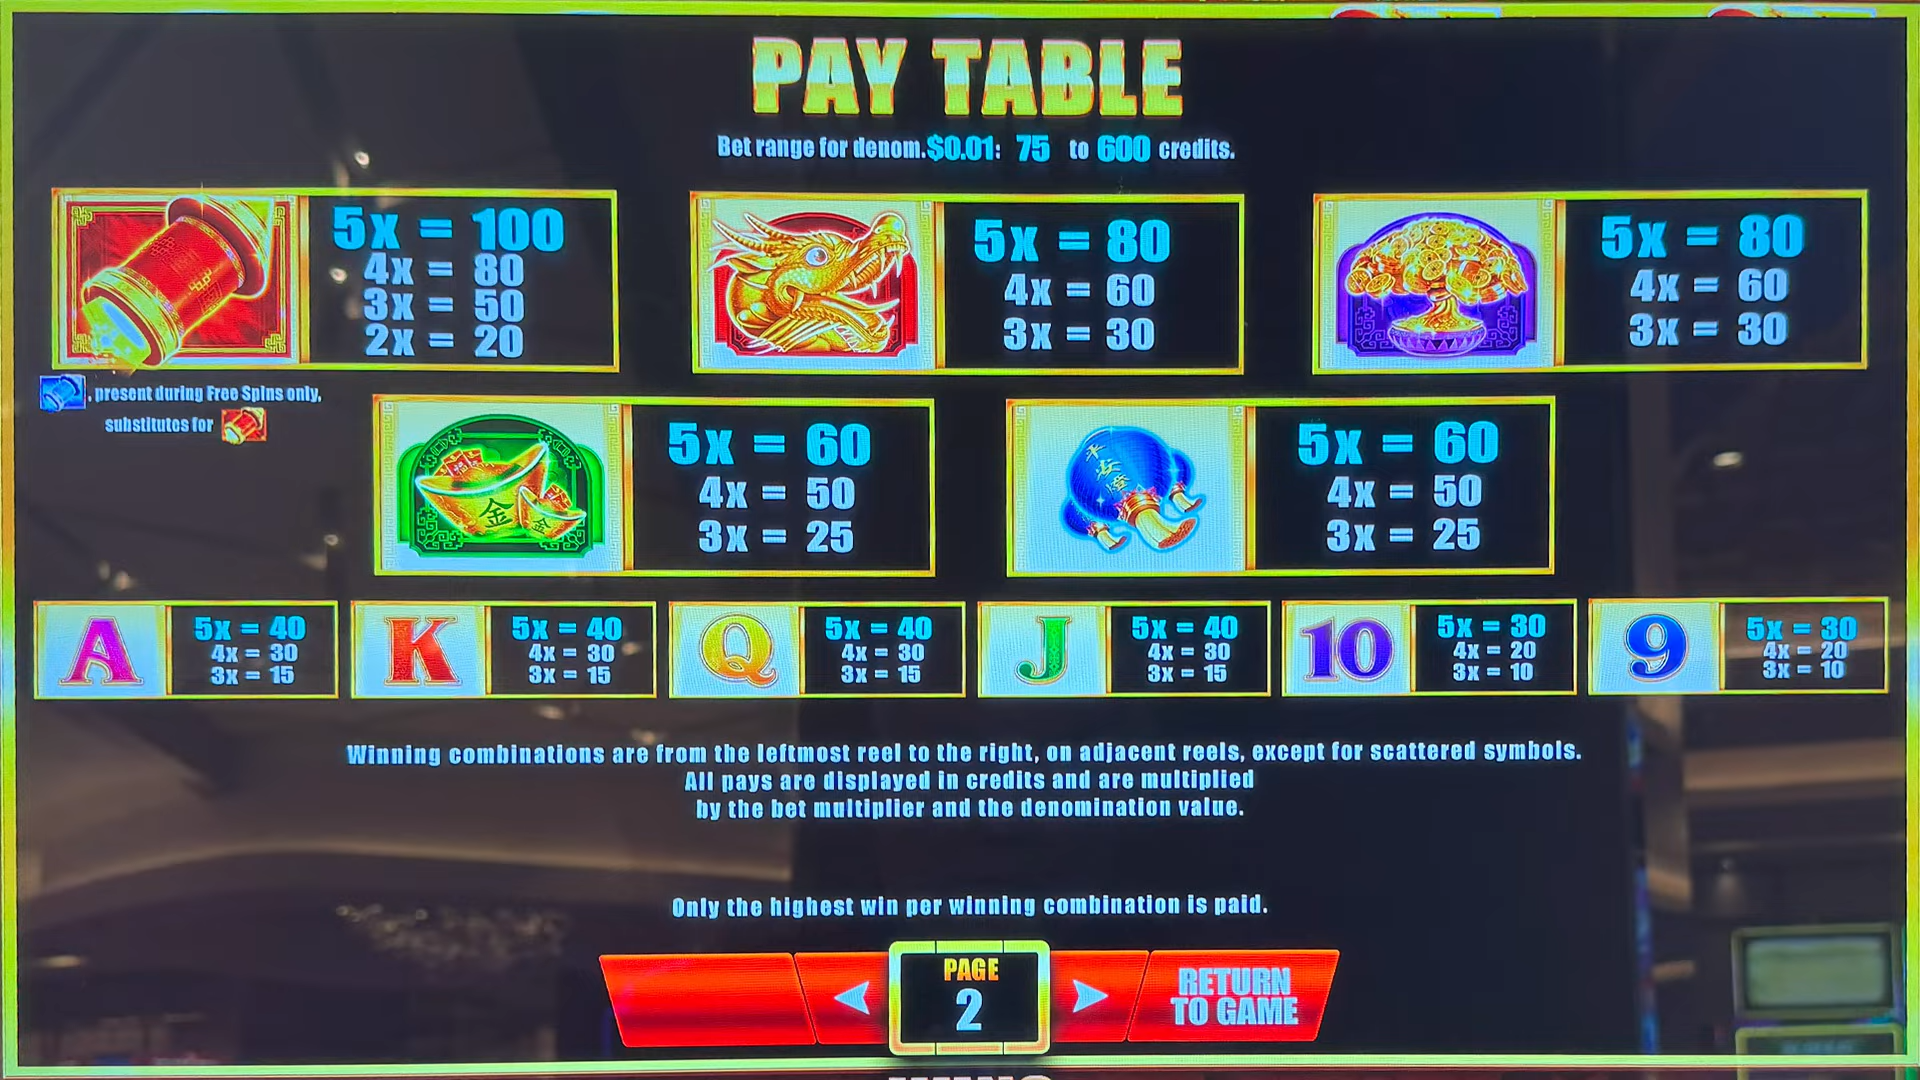 PAY TABLE
Bet range for denom.$0.01: 75 to 600 credits.
5x = 100
4x = 80
3x = 50
2x = 20
5x = 80
4x = 60
3x = 30
5x = 80
4x = 60
3x = 30
, present during Free Spins only,
substitutes for
金 金
5x = 60
4x = 50
3x = 25
平安
5x = 60
4x = 50
3x = 25
A
5x = 40
4x = 30
3x = 15
K
5x = 40
4x = 30
3x = 15
Q
5x = 40
4x = 30
3x = 15
J
5x = 40
4x = 30
3x = 15
10
5x = 30
4x = 20
3x = 10
9
5x = 30
4x = 20
3x = 10
Winning combinations are from the leftmost reel to the right, on adjacent reels, except for scattered symbols.
All pays are displayed in credits and are multiplied
by the bet multiplier and the denomination value.
Only the highest win per winning combination is paid.
PAGE
2
RETURN
TO GAME